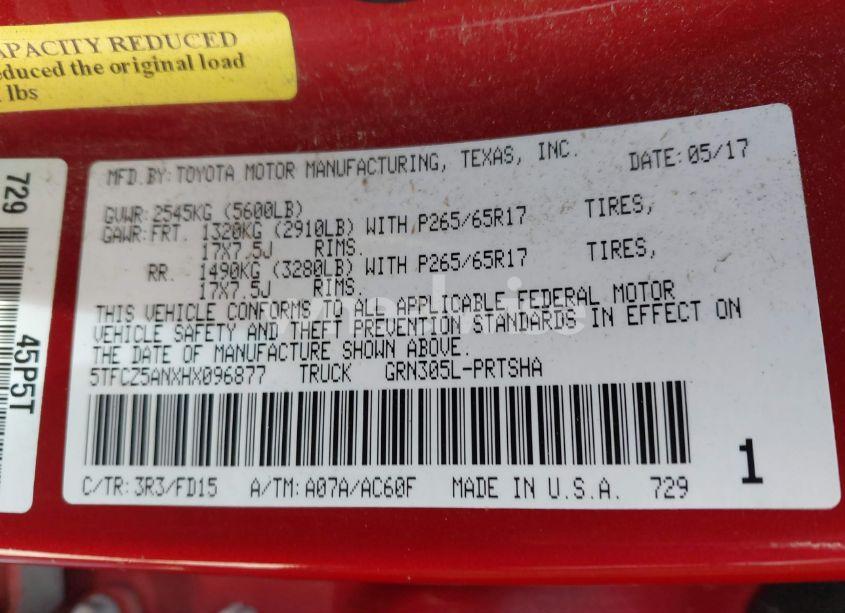 APACITY REDUCED
educed the original load
lbs
729
45P5T
MFD.BY:TOYOTA MOTOR MANUFACTURING, TEXAS, INC. DATE:05/17
GVWR:2545KG (5600LB)
GAWR:FRT. 1320KG (2910LB) WITH P265/65R17 TIRES,
17X7.5J RIMS.
RR. 1490KG (3280LB) WITH P265/65R17 TIRES,
17X7.5J RIMS.
THIS VEHICLE CONFORMS TO ALL APPLICABLE FEDERAL MOTOR
VEHICLE SAFETY AND THEFT PREVENTION STANDARDS IN EFFECT ON
THE DATE OF MANUFACTURE SHOWN ABOVE.
5TFCZ5ANXHX096877 TRUCK GRN305L-PRTSHA
C/TR:3R3/FD15 A/TM:A07A/AC60F MADE IN U.S.A. 729
1